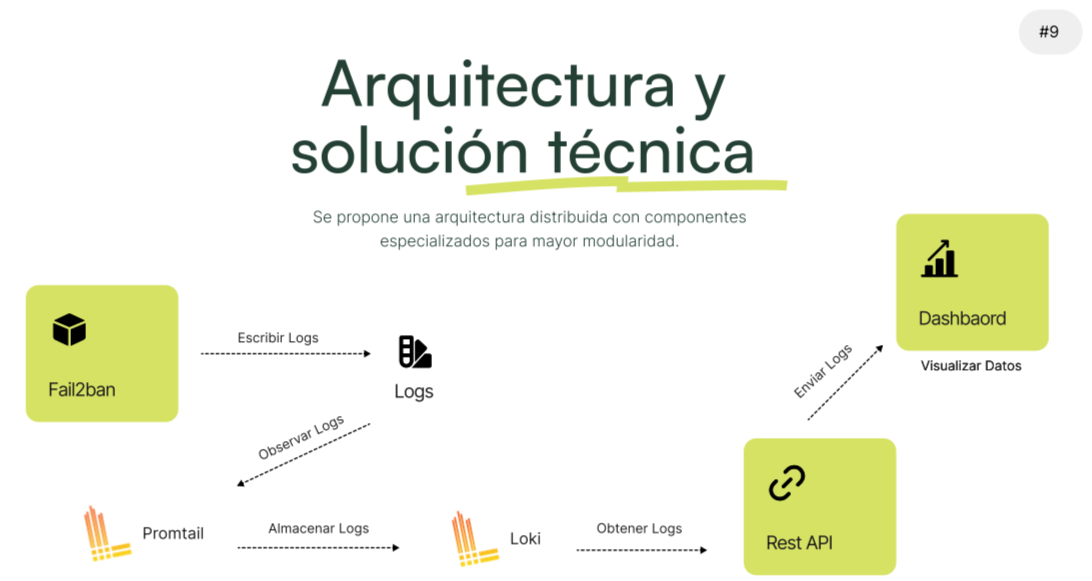 #9
Arquitectura y
solución técnica
Se propone una arquitectura distribuida con componentes
especializados para mayor modularidad.
Fail2ban
Escribir Logs
Logs
Observar Logs
Promtail
Almacenar Logs
Loki
Obtener Logs
Rest API
Enviar Logs
Dashbaord
Visualizar Datos